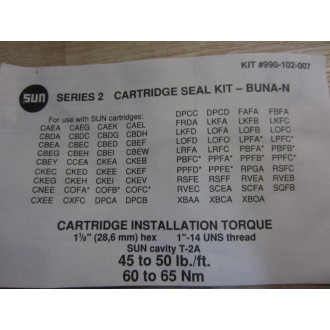 KIT #990-102-007
sun
SERIES 2 CARTRIDGE SEAL KIT – BUNA-N
For use with SUN cartridges:
CAEA CAEG CAEK CAEL
CBDA CBDC CBDG CBDH
CBEA CBEC CBED CBEF
CBEG CBEH CBEI CBEW
CBEY CCEA CKEA CKEB
CKEC CKED CKEE CKEF
CKEG CKEH CKEI CKEV
CNEE COFA* COFB* COFC*
CXEE CXFC DPCA DPCB
DPCC DPCD FAFA FBFA
FRDA LKFA LKFB LKFC
LKFD LOFA LOFB LOFC
LOFD LOFE LPFA* LPFC*
PBFC* PPFA* PBFA* PBFB*
PPFD* PPFE* RPGA RSFC
RSFE RSFF RVEA RVEB
RVEC SCEA SCFA SQFB
XBAA XBCA XBOA
CARTRIDGE INSTALLATION TORQUE
1⅛" (28,6 mm) hex 1"-14 UNS thread
SUN cavity T-2A
45 to 50 lb./ft.
60 to 65 Nm